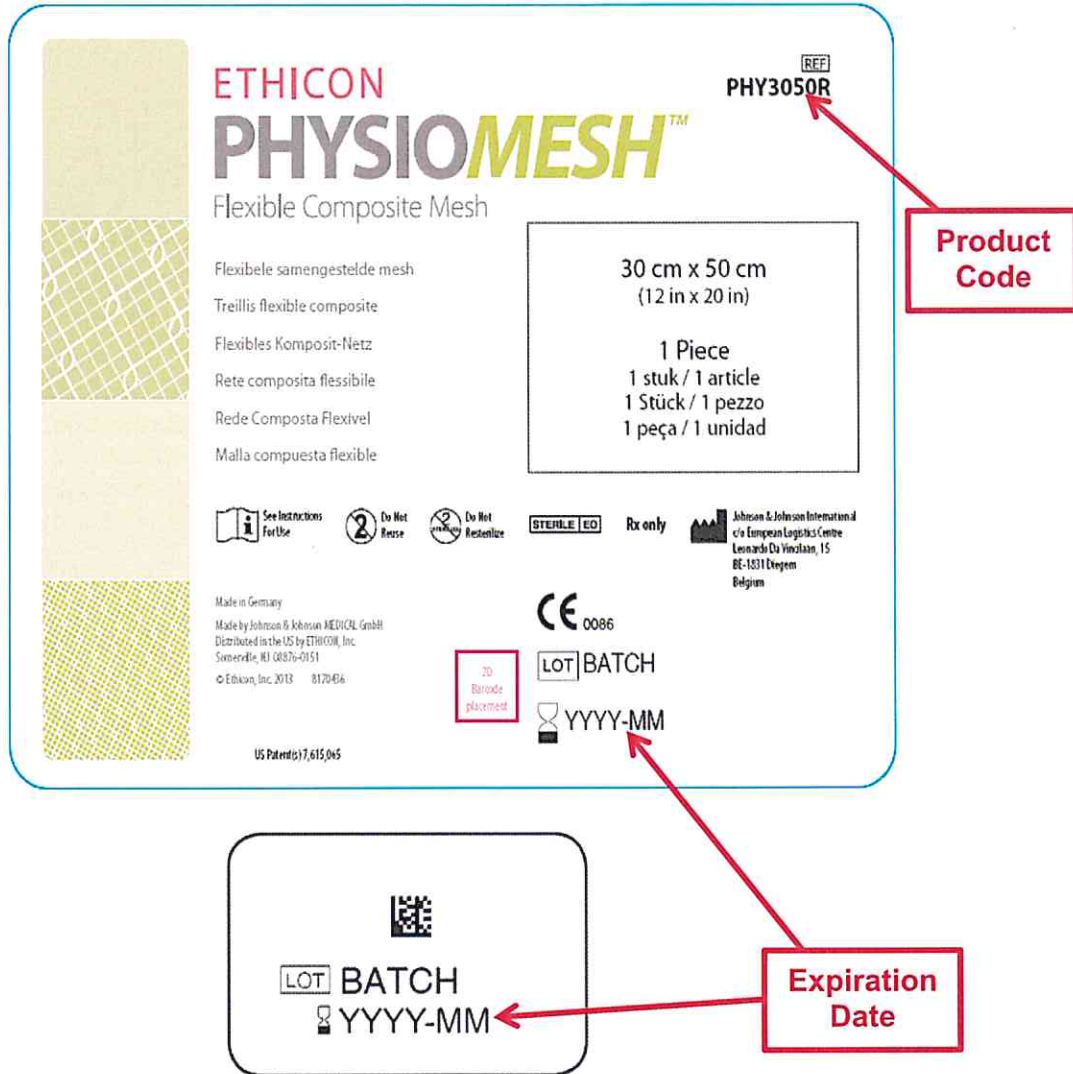 ETHICON
REF
PHY3050R
PHYSIOMESH™
Flexible Composite Mesh
Product
Code
Flexibele samengestelde mesh
Treillis flexible composite
Flexibles Komposit-Netz
Rete composita flessibile
Rede Composta Flexível
Malla compuesta flexible
30 cm x 50 cm
(12 in x 20 in)
1 Piece
1 stuk / 1 article
1 Stück / 1 pezzo
1 peça / 1 unidad
See Instructions
For Use
2
Do Not
Reuse
2
Do Not
Resterilize
STERILE EO
Rx only
Johnson & Johnson International
c/o European Logistics Centre
Leonardo Da Vincilaan, 15
BE-1831 Diegem
Belgium
Made in Germany
Made by Johnson & Johnson MEDICAL GmbH
Distributed in the US by ETHICON, Inc.
Somerville, NJ 08876-0151
© Ethicon, Inc. 2013 8170436
CE 0086
2D
Barcode
placement
LOT BATCH
YYYY-MM
US Patent(s) 7,615,065
LOT BATCH
YYYY-MM
Expiration
Date